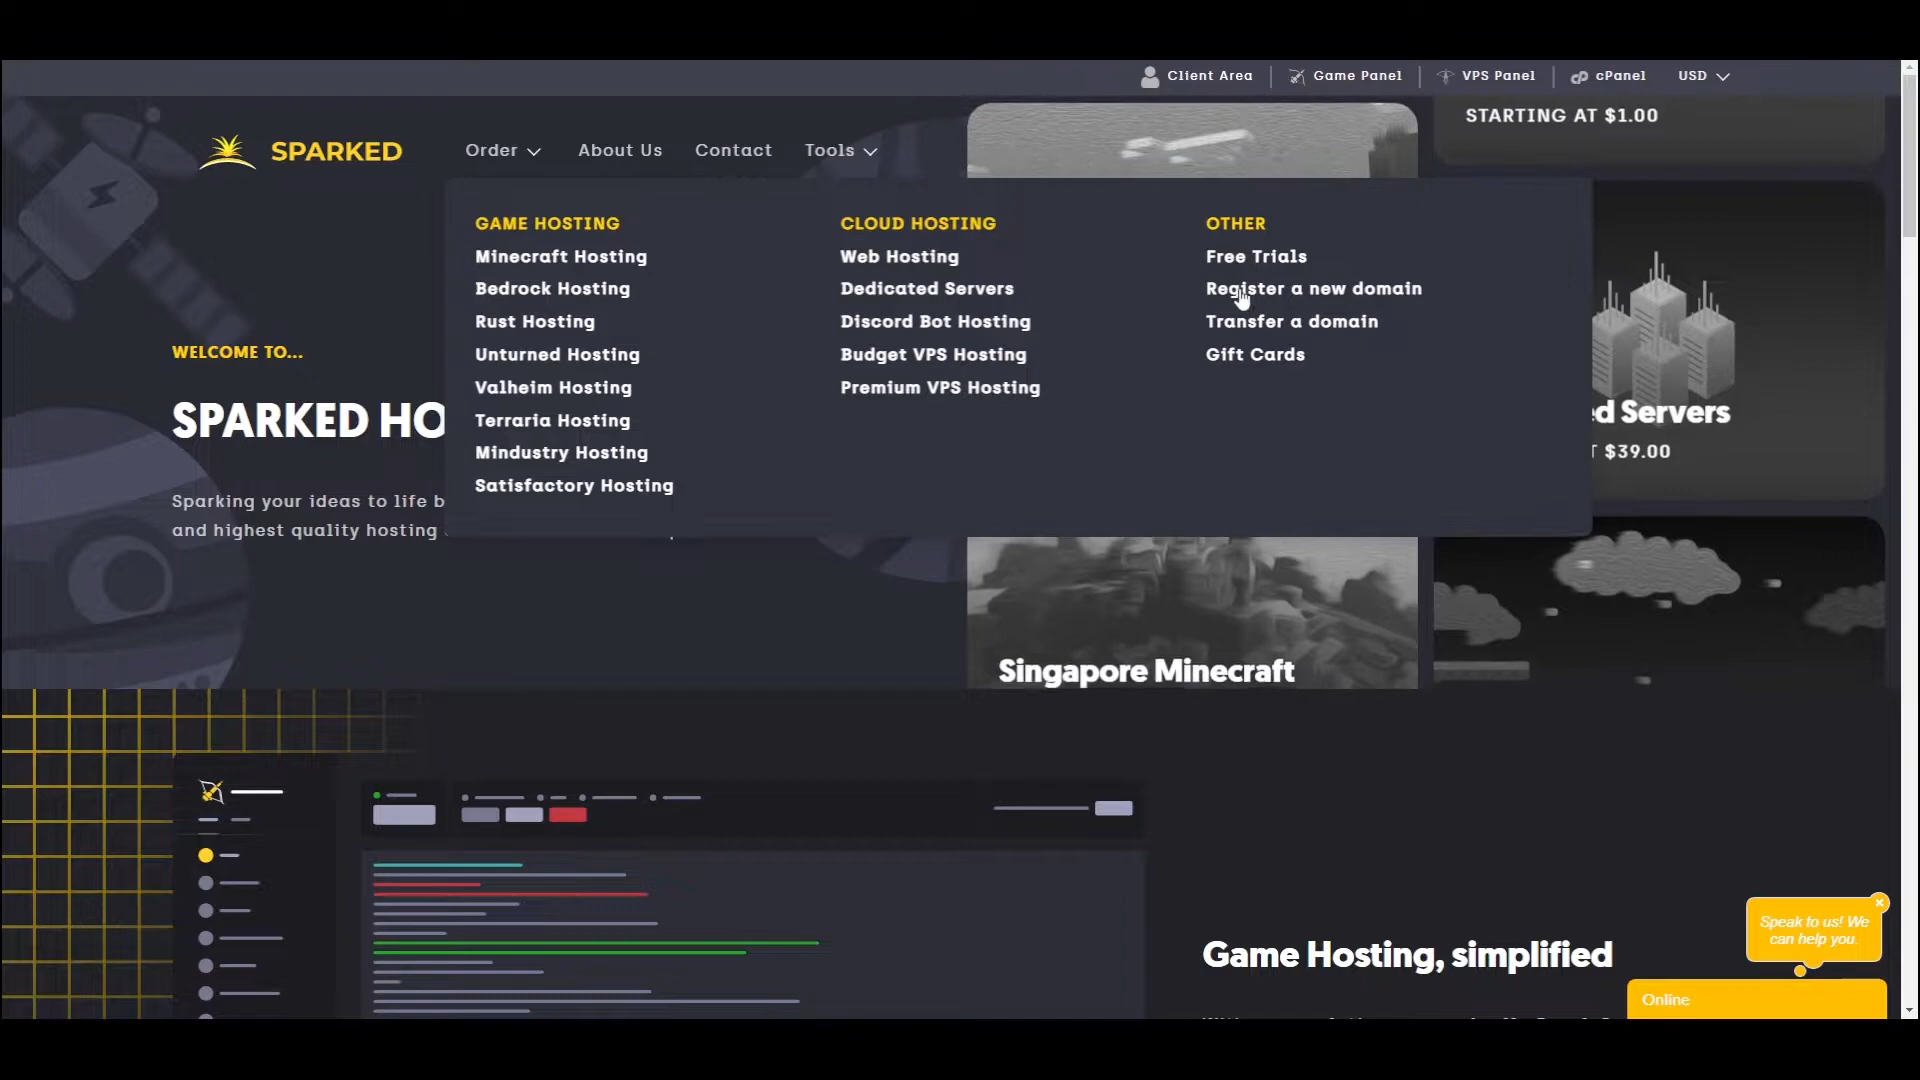 Client Area
Game Panel
VPS Panel
cPanel
USD
STARTING AT $1.00
SPARKED
Order
About Us
Contact
Tools
GAME HOSTING
Minecraft Hosting
Bedrock Hosting
Rust Hosting
Unturned Hosting
Valheim Hosting
Terraria Hosting
Mindustry Hosting
Satisfactory Hosting
CLOUD HOSTING
Web Hosting
Dedicated Servers
Discord Bot Hosting
Budget VPS Hosting
Premium VPS Hosting
OTHER
Free Trials
Register a new domain
Transfer a domain
Gift Cards
WELCOME TO...
SPARKED HO
Sparking your ideas to life b
and highest quality hosting
ed Servers
T $39.00
Singapore Minecraft
Game Hosting, simplified
Speak to us! We
can help you.
Online